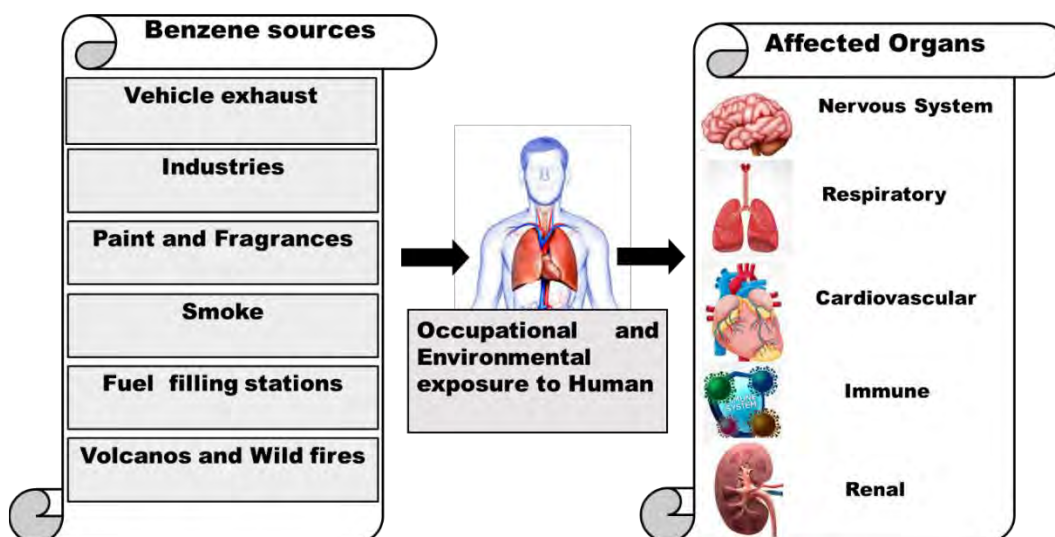 Benzene sources
Vehicle exhaust
Industries
Paint and Fragrances
Smoke
Fuel filling stations
Volcanos and Wild fires
Occupational and
Environmental
exposure to Human
Affected Organs
Nervous System
Respiratory
Cardiovascular
Immune
SYSTEM
Renal